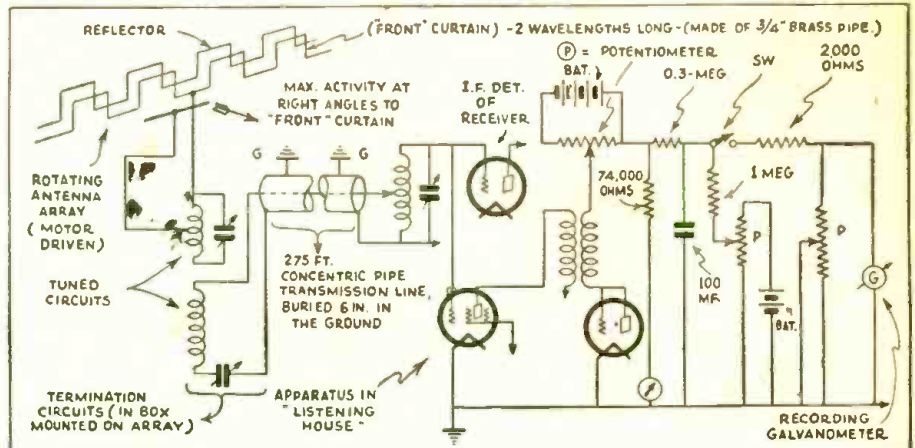 REFLECTOR
("FRONT" CURTAIN) - 2 WAVELENGTHS LONG - (MADE OF 3/4" BRASS PIPE.)
Ⓟ = POTENTIOMETER
BAT.
0.3-MEG
SW
2,000
OHMS
MAX. ACTIVITY AT
RIGHT ANGLES TO
"FRONT" CURTAIN
I.F. DET.
OF
RECEIVER
G
G
ROTATING
ANTENNA
ARRAY
(MOTOR
DRIVEN)
74,000
OHMS
1 MEG
P
P
TUNED
CIRCUITS
275 FT.
CONCENTRIC PIPE
TRANSMISSION LINE,
BURIED 6 IN. IN
THE GROUND
100
MF.
BAT.
G
TERMINATION
CIRCUITS (IN BOX
MOUNTED ON ARRAY)
APPARATUS IN
"LISTENING
HOUSE"
RECORDING
GALVANOMETER